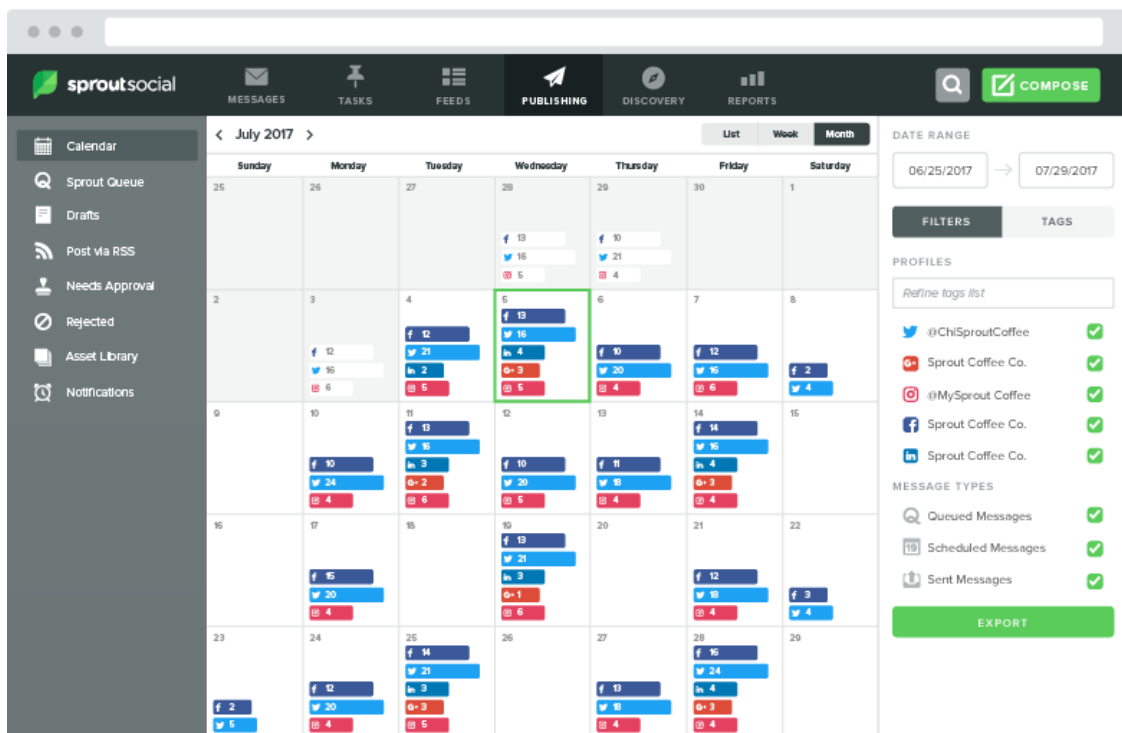 sproutsocial
MESSAGES TASKS FEEDS PUBLISHING DISCOVERY REPORTS
COMPOSE
Calendar
Sprout Queue
Drafts
Post via RSS
Needs Approval
Rejected
Asset Library
Notifications
July 2017
List Week Month
Sunday Monday Tuesday Wednesday Thursday Friday Saturday
25 26 27 28 29 30 1
13 10
16 21
5 4
2 3 4 5 6 7 8
13
12 16
12 21 4 10 12
16 2 3 20 16 2
6 5 5 4 6 4
9 10 11 12 13 14 15
13 14
16 16
10 3 10 11 4
24 2 20 18 3
4 6 5 4 4
16 17 18 19 20 21 22
13
21
15 3 12
20 1 18 3
4 6 4 4
23 24 25 26 27 28 29
14 16
21 24
12 3 13 4
2 20 3 18 3
5 4 5 4 4
DATE RANGE
06/25/2017 07/29/2017
FILTERS TAGS
PROFILES
Refine tags list
@ChiSproutCoffee
Sprout Coffee Co.
@MySprout Coffee
Sprout Coffee Co.
Sprout Coffee Co.
MESSAGE TYPES
Queued Messages
19 Scheduled Messages
Sent Messages
EXPORT